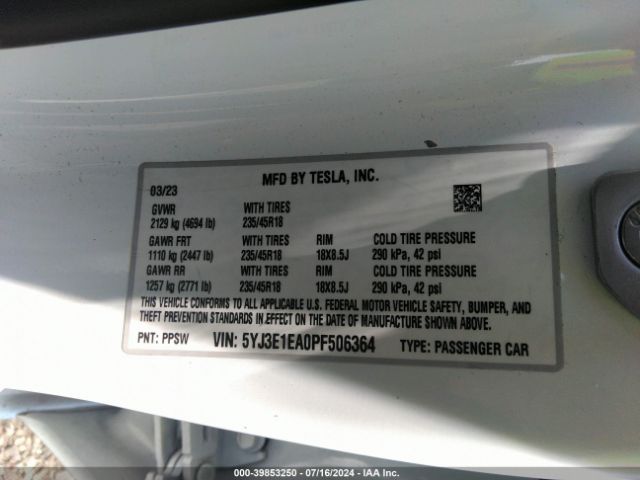 03/23 MFD BY TESLA, INC.
GVWR WITH TIRES
2129 kg (4694 lb) 235/45R18
GAWR FRT WITH TIRES RIM COLD TIRE PRESSURE
1110 kg (2447 lb) 235/45R18 18X8.5J 290 kPa, 42 psi
GAWR RR WITH TIRES RIM COLD TIRE PRESSURE
1257 kg (2771 lb) 235/45R18 18X8.5J 290 kPa, 42 psi
THIS VEHICLE CONFORMS TO ALL APPLICABLE U.S. FEDERAL MOTOR VEHICLE SAFETY, BUMPER, AND
THEFT PREVENTION STANDARDS IN EFFECT ON THE DATE OF MANUFACTURE SHOWN ABOVE.
PNT: PPSW VIN: 5YJ3E1EA0PF506364 TYPE: PASSENGER CAR
000-39853250 - 07/16/2024 - IAA Inc.